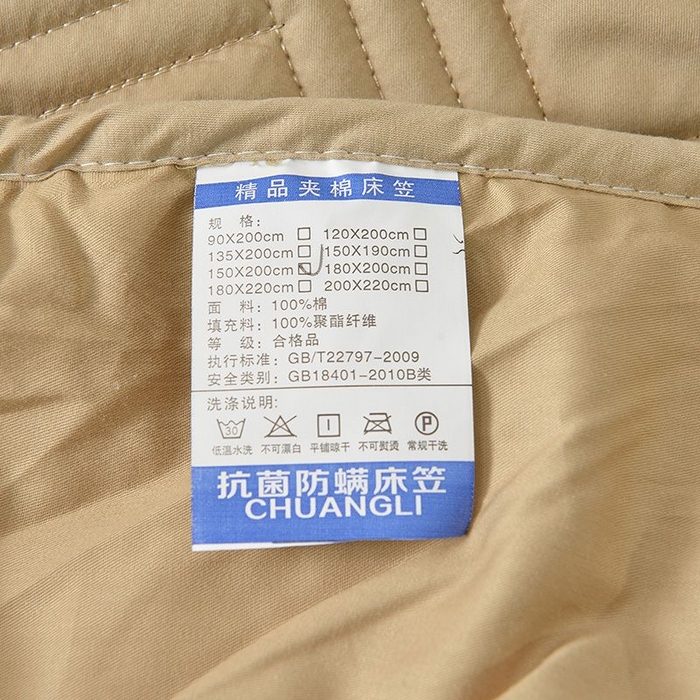 精品夹棉床笠
规 格:
90X200cm □ 120X200cm □
135X200cm □ 150X190cm □
150X200cm ☑ 180X200cm □
180X220cm □ 200X220cm □
面 料: 100%棉
填充料: 100%聚酯纤维
等 级: 合格品
执行标准: GB/T22797-2009
安全类别: GB18401-2010B类
洗涤说明:
30 P
低温水洗 不可漂白 平铺晾干 不可熨烫 常规干洗
抗菌防螨床笠
CHUANGLI